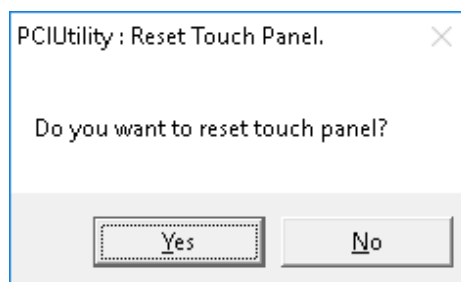 PCIUtility : Reset Touch Panel.
Do you want to reset touch panel?
Yes No